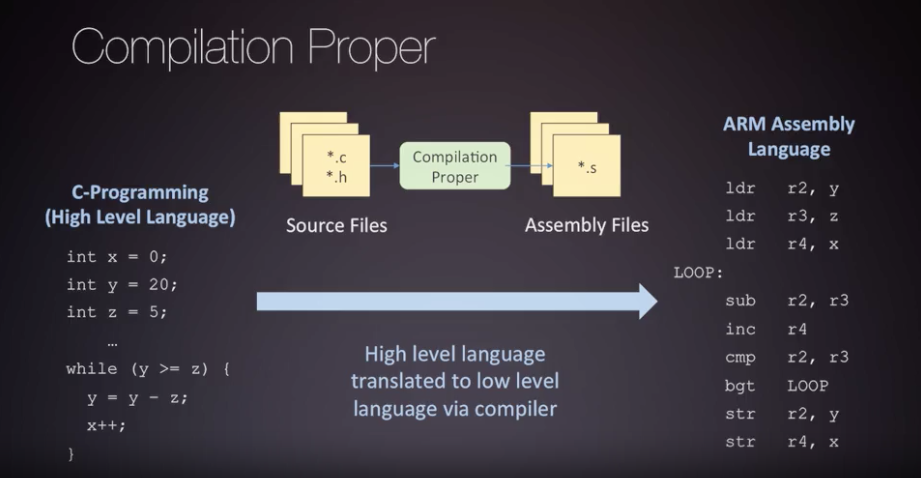 Compilation Proper
*.c
*.h
Compilation
Proper
*.s
Source Files
Assembly Files
C-Programming
(High Level Language)
int x = 0;
int y = 20;
int z = 5;
…
while (y >= z) {
y = y - z;
x++;
}
High level language
translated to low level
language via compiler
ARM Assembly
Language
ldr r2, y
ldr r3, z
ldr r4, x
LOOP:
sub r2, r3
inc r4
cmp r2, r3
bgt LOOP
str r2, y
str r4, x